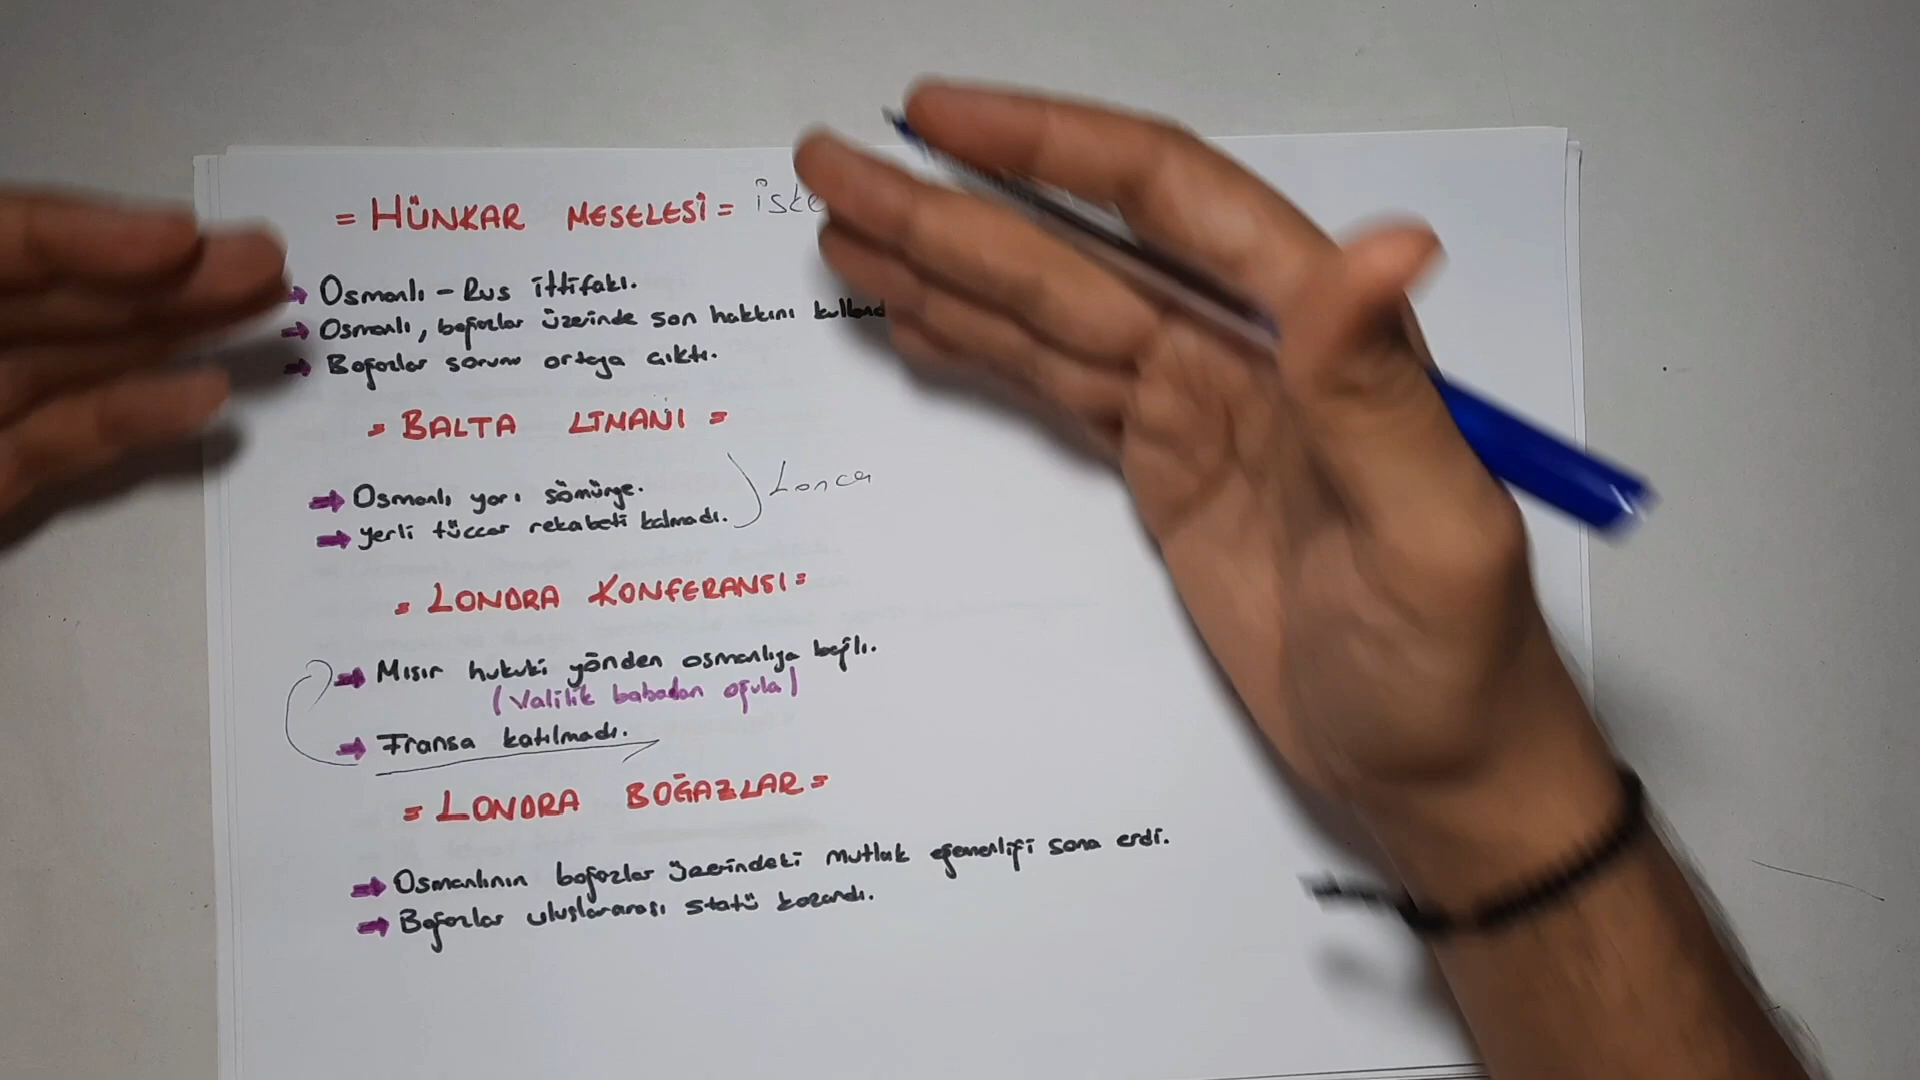 = HÜNKAR MESELESİ = iske
Osmanlı - Rus ittifakı.
Osmanlı, boğazlar üzerinde son hakkını kulland
Boğazlar sorunu ortaya çıktı.
= BALTA LİMANI =
Osmanlı yarı sömürge.
Yerli tüccar rekabeti kalmadı.
Lonca
= LONDRA KONFERANSI =
Mısır hukuki yönden osmanlıya bağlı.
(Valilik babadan oğula)
Fransa katılmadı.
= LONDRA BOĞAZLAR =
Osmanlının boğazlar üzerindeki mutlak egemenliği sona erdi.
Boğazlar uluslararası statü kazandı.